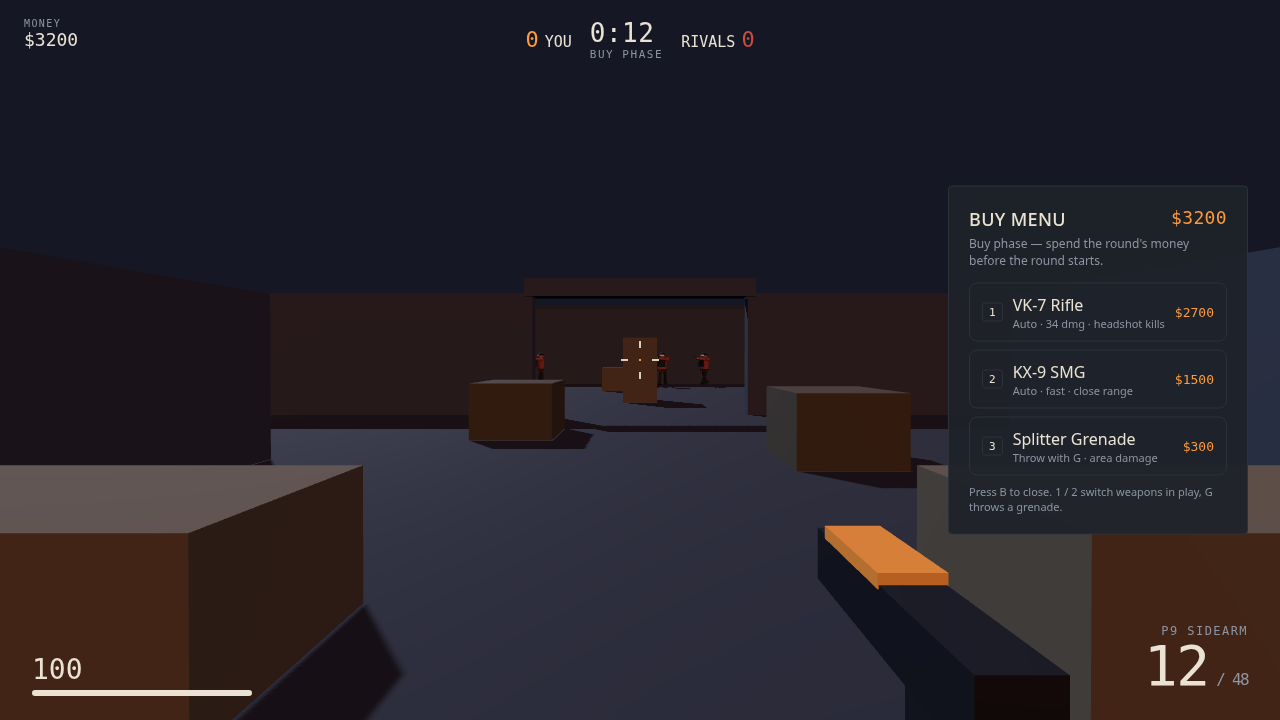 MONEY
$3200
0 YOU
0:12
BUY PHASE
RIVALS 0
BUY MENU
$3200
Buy phase — spend the round's money
before the round starts.
1
VK-7 Rifle
Auto · 34 dmg · headshot kills
$2700
2
KX-9 SMG
Auto · fast · close range
$1500
3
Splitter Grenade
Throw with G · area damage
$300
Press B to close. 1 / 2 switch weapons in play, G
throws a grenade.
100
P9 SIDEARM
12 / 48